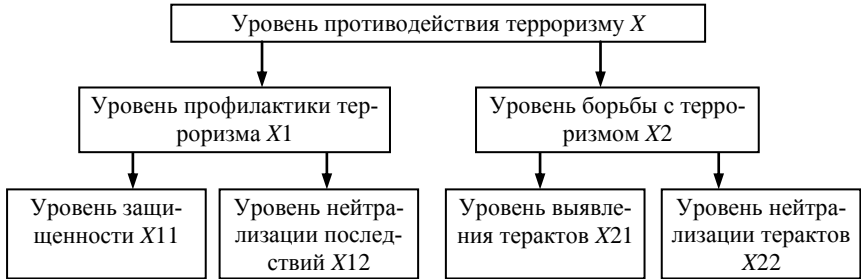 Уровень противодействия терроризму X
Уровень профилактики тер-
роризма X1
Уровень борьбы с терро-
ризмом X2
Уровень защи-
щенности X11
Уровень нейтра-
лизации послед-
ствий X12
Уровень выявле-
ния терактов X21
Уровень нейтра-
лизации терактов
X22